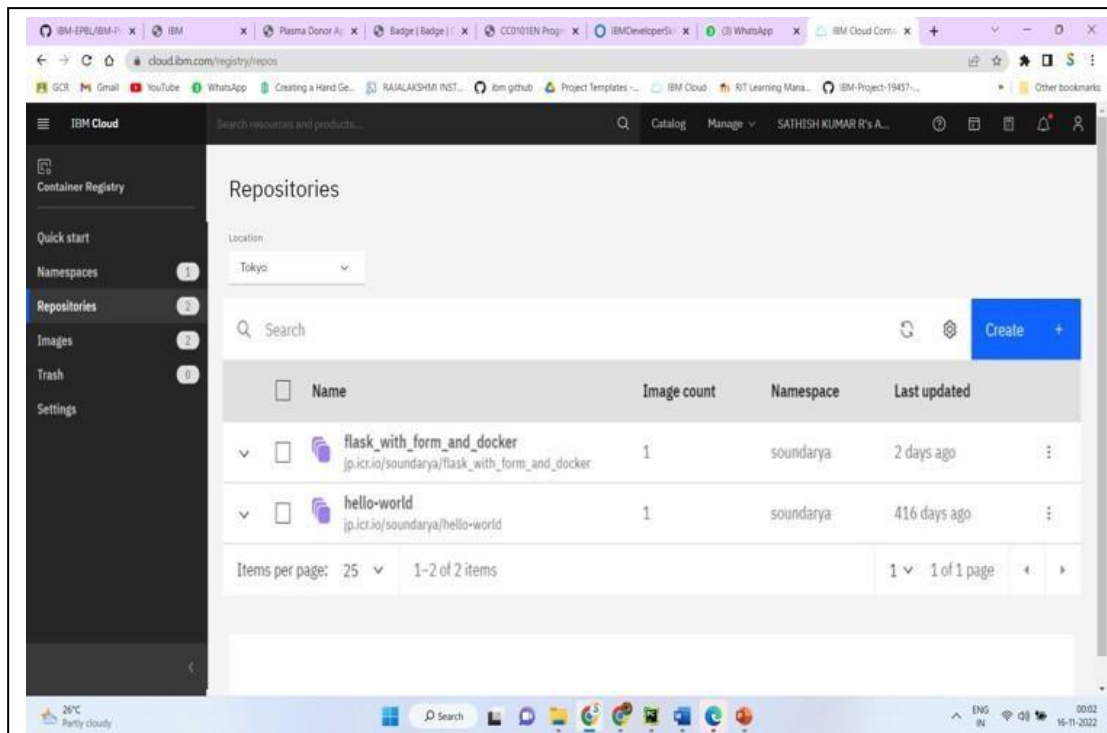 IBM-EPBL/IBM-P IBM Plasma Donor Ap Badge | Badge | C CC0101EN Progr IBMDeveloperSk (3) WhatsApp IBM Cloud Conta
cloud.ibm.com/registry/repos
GCR Gmail YouTube WhatsApp Creating a Hand Ge... RAJALAKSHMI INST... ibm github Project Templates -... IBM Cloud RIT Learning Mana... IBM-Project-19457-... Other bookmarks
IBM Cloud Search resources and products... Catalog Manage SATHISH KUMAR R's A...
Container Registry
Quick start
Namespaces 1
Repositories 2
Images 2
Trash 0
Settings
Repositories
Location
Tokyo
Search Create +
Name Image count Namespace Last updated
flask_with_form_and_docker 1 soundarya 2 days ago
jp.icr.io/soundarya/flask_with_form_and_docker
hello-world 1 soundarya 416 days ago
jp.icr.io/soundarya/hello-world
Items per page: 25 1–2 of 2 items 1 1 of 1 page
26°C
Partly cloudy
Search
ENG
IN
00:02
16-11-2022